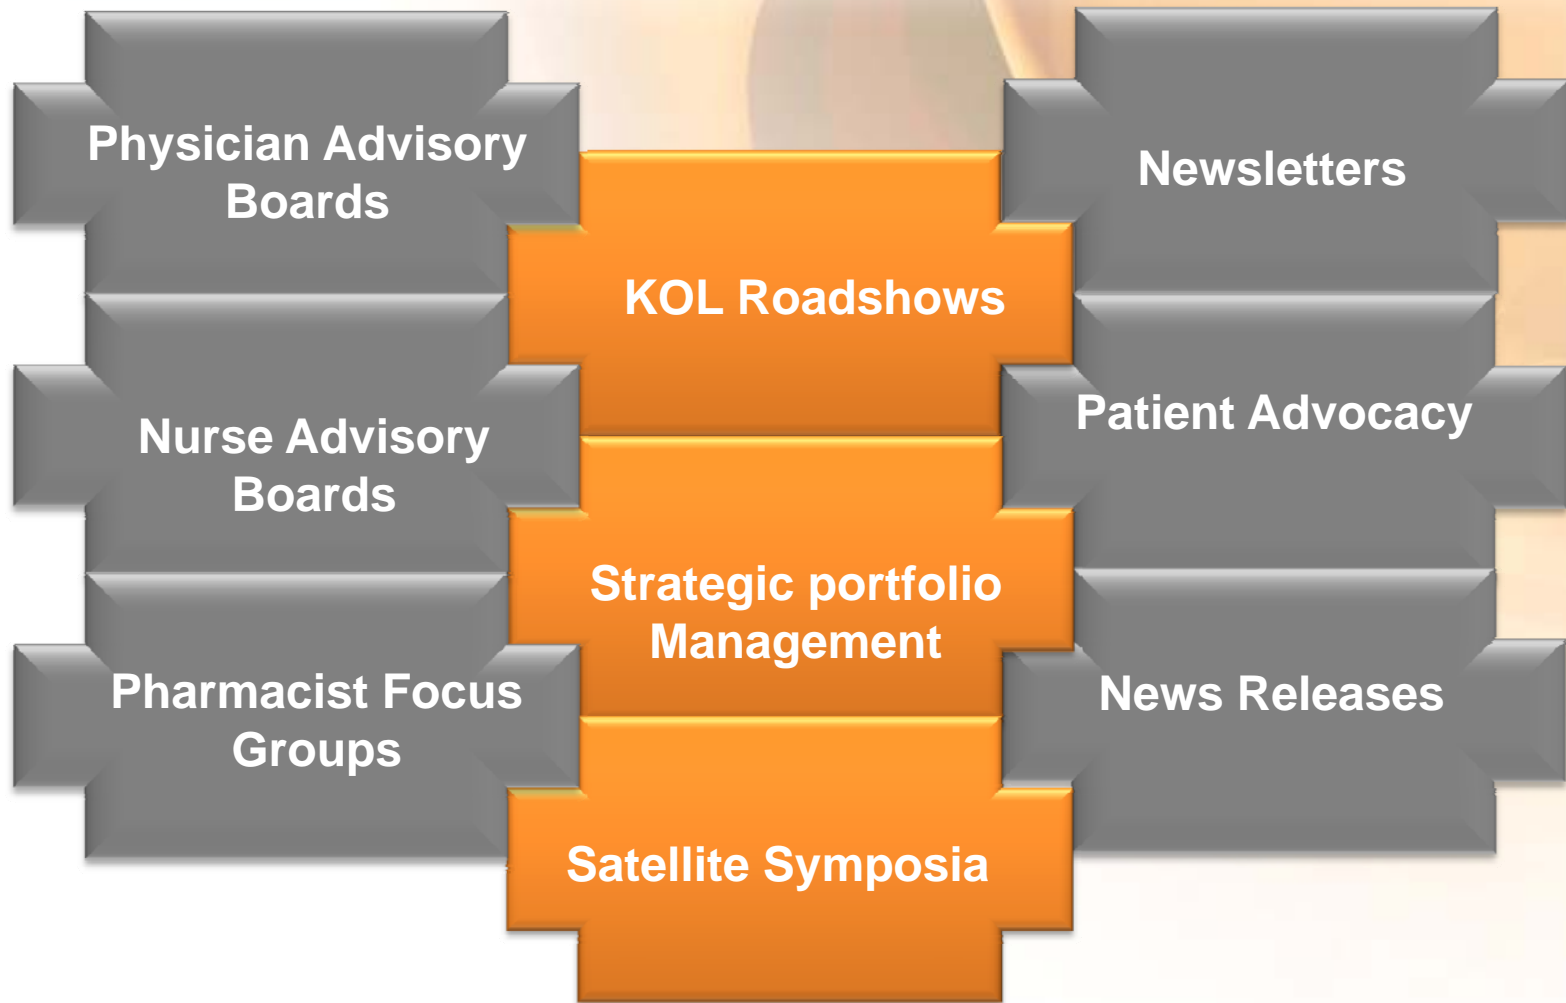 Physician Advisory
Boards
Nurse Advisory
Boards
Pharmacist Focus
Groups
KOL Roadshows
Strategic portfolio
Management
Satellite Symposia
Newsletters
Patient Advocacy
News Releases